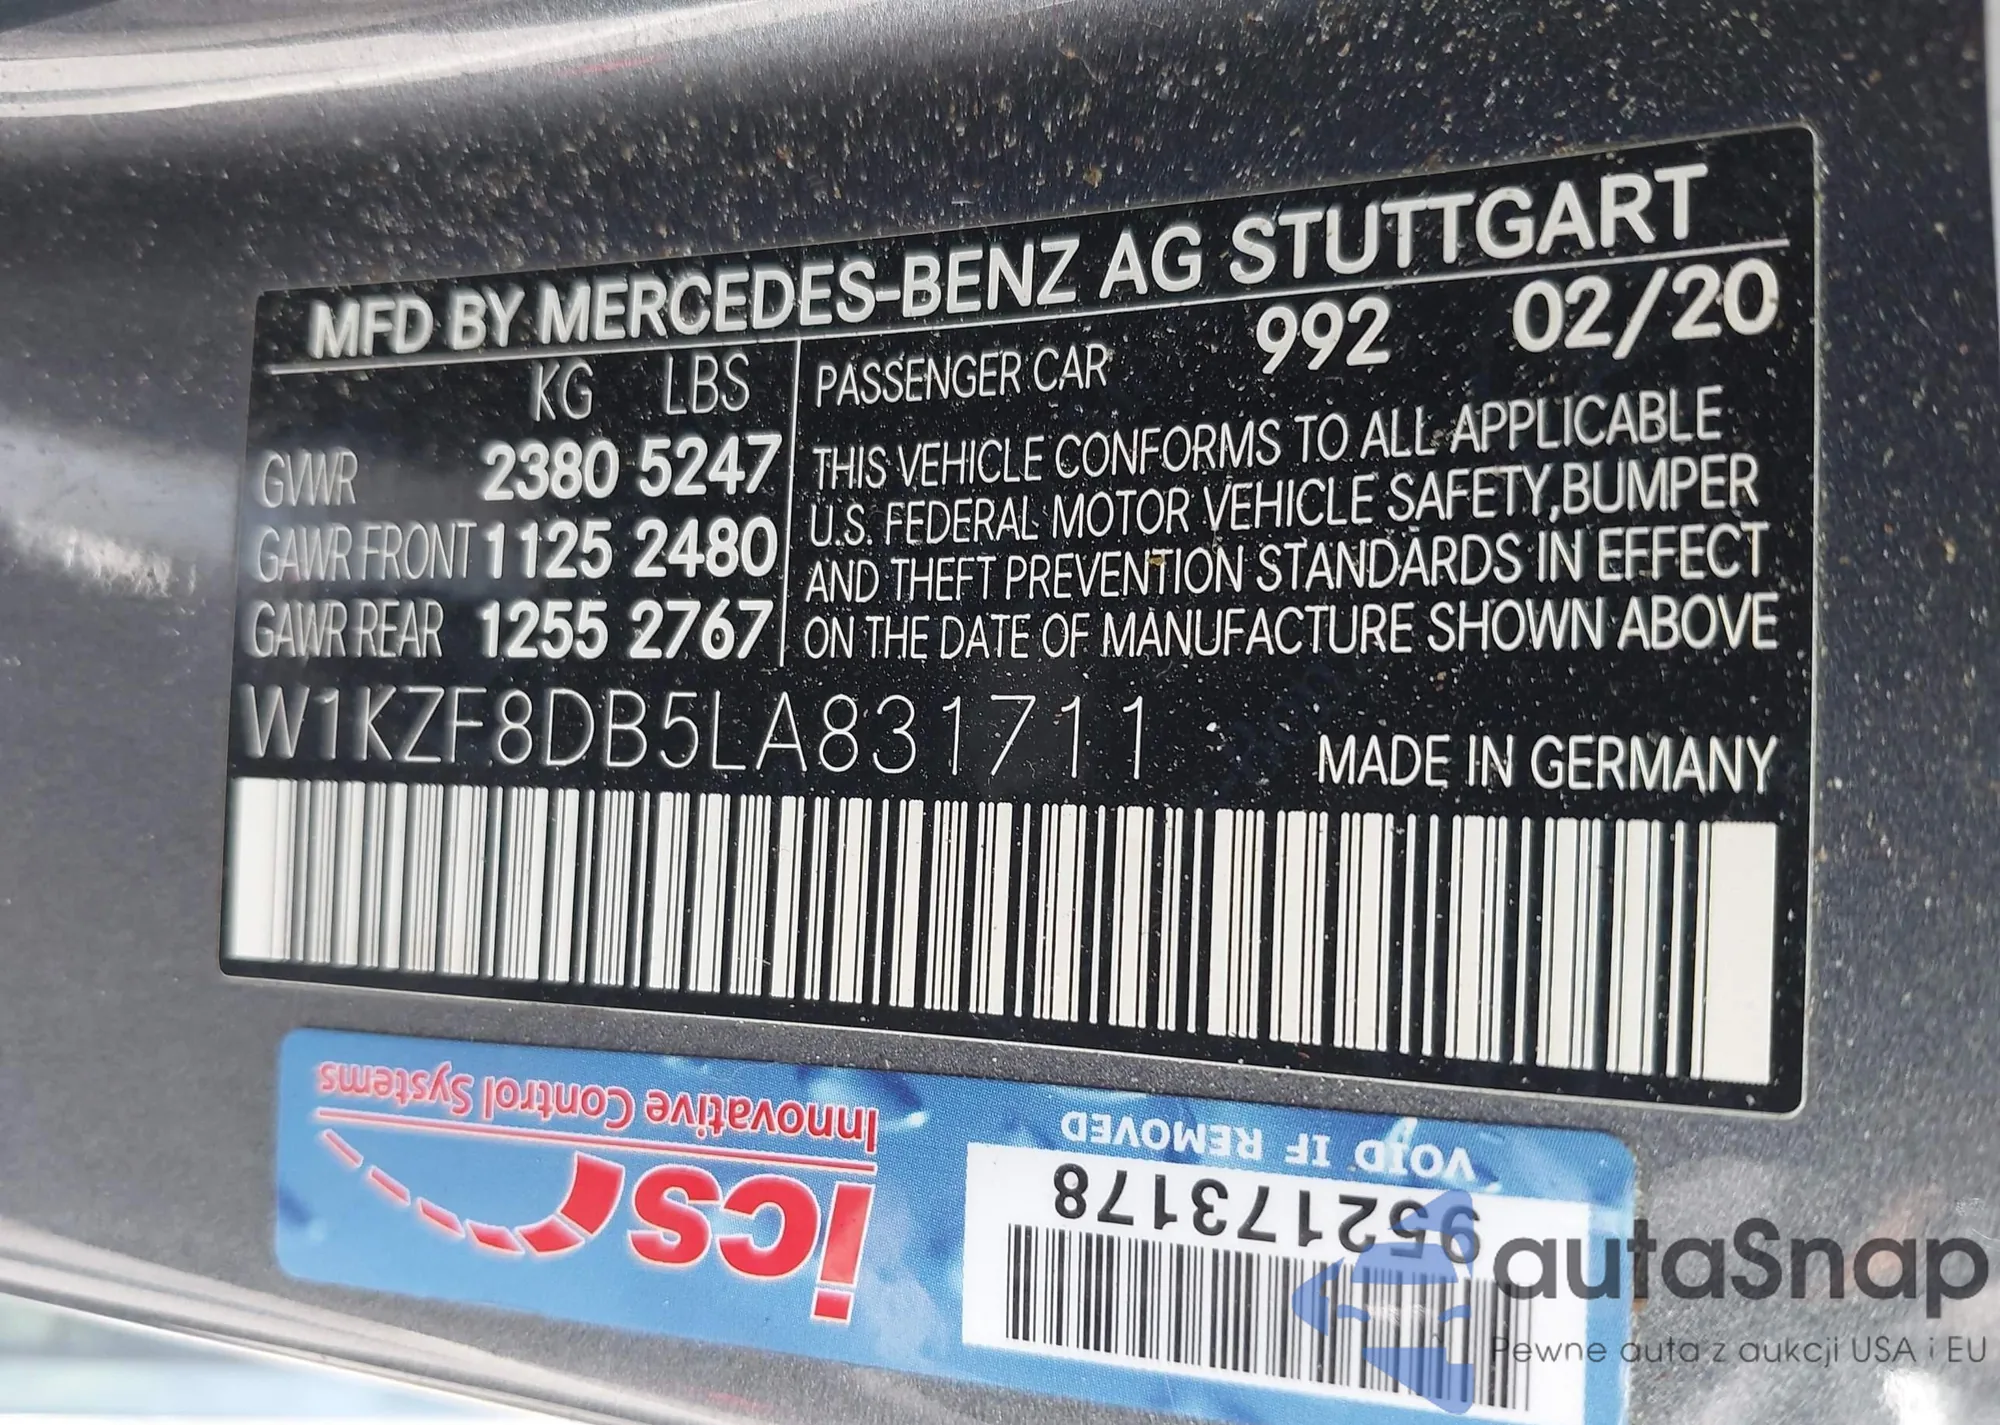 MFD BY MERCEDES-BENZ AG STUTTGART
KG LBS
GVWR 2380 5247
GAWR FRONT 1125 2480
GAWR REAR 1255 2767
PASSENGER CAR 992 02/20
THIS VEHICLE CONFORMS TO ALL APPLICABLE
U.S. FEDERAL MOTOR VEHICLE SAFETY, BUMPER
AND THEFT PREVENTION STANDARDS IN EFFECT
ON THE DATE OF MANUFACTURE SHOWN ABOVE
W1KZF8DB5LA831711
MADE IN GERMANY
ics
Innovative Control Systems
952173178
VOID IF REMOVED
autaSnap
Pewne auta z aukcji USA i EU